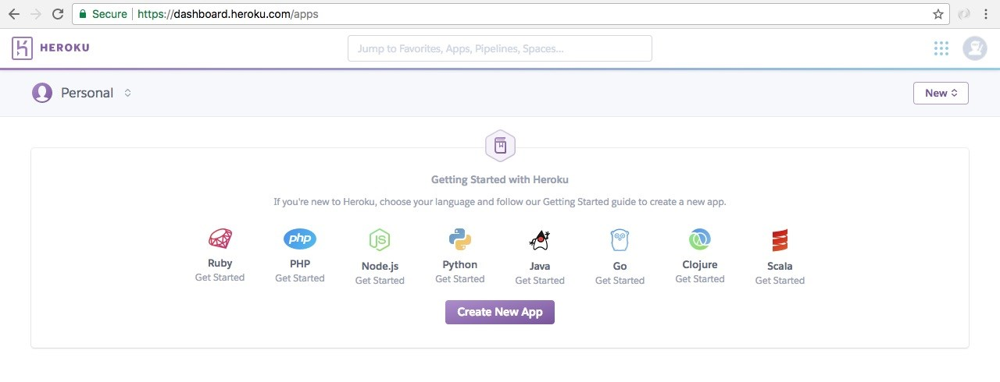 Secure https://dashboard.heroku.com/apps
HEROKU
Jump to Favorites, Apps, Pipelines, Spaces...
Personal
New
Getting Started with Heroku
If you're new to Heroku, choose your language and follow our Getting Started guide to create a new app.
php
JS
Ruby PHP Node.js Python Java Go Clojure Scala
Get Started Get Started Get Started Get Started Get Started Get Started Get Started Get Started
Create New App